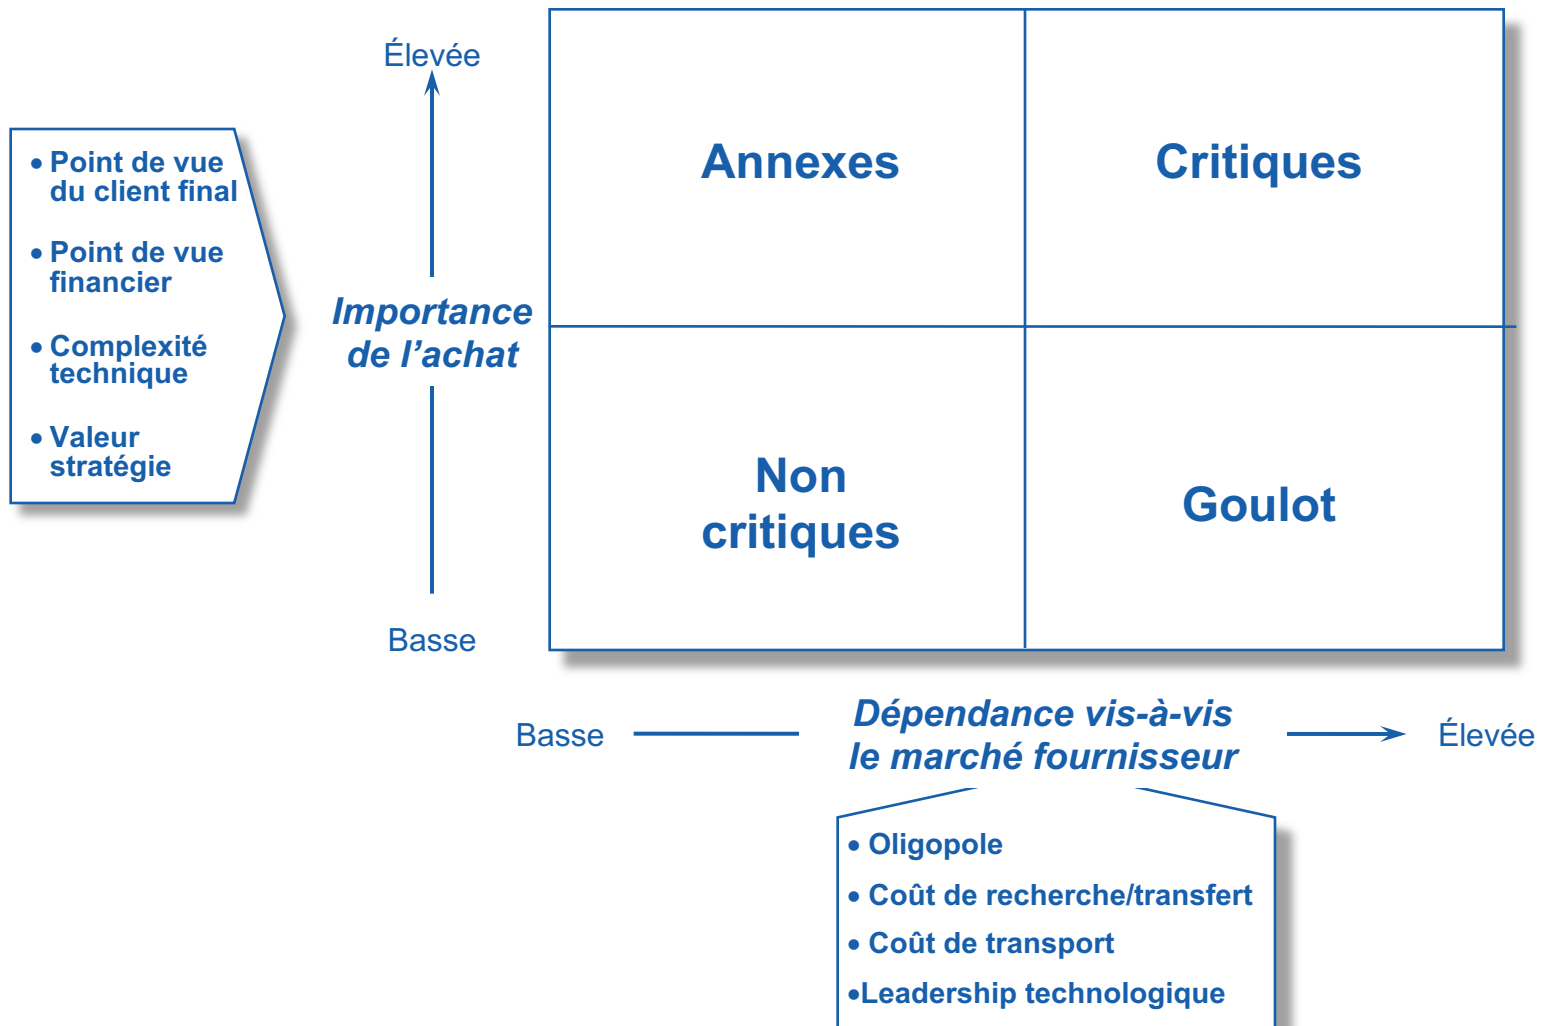 Élevée
Annexes
Critiques
• Point de vue
du client final
• Point de vue
financier
• Complexité
technique
• Valeur
stratégie
Importance
de l’achat
Non
critiques
Goulot
Basse
Basse
Dépendance vis-à-vis
le marché fournisseur
Élevée
• Oligopole
• Coût de recherche/transfert
• Coût de transport
•Leadership technologique